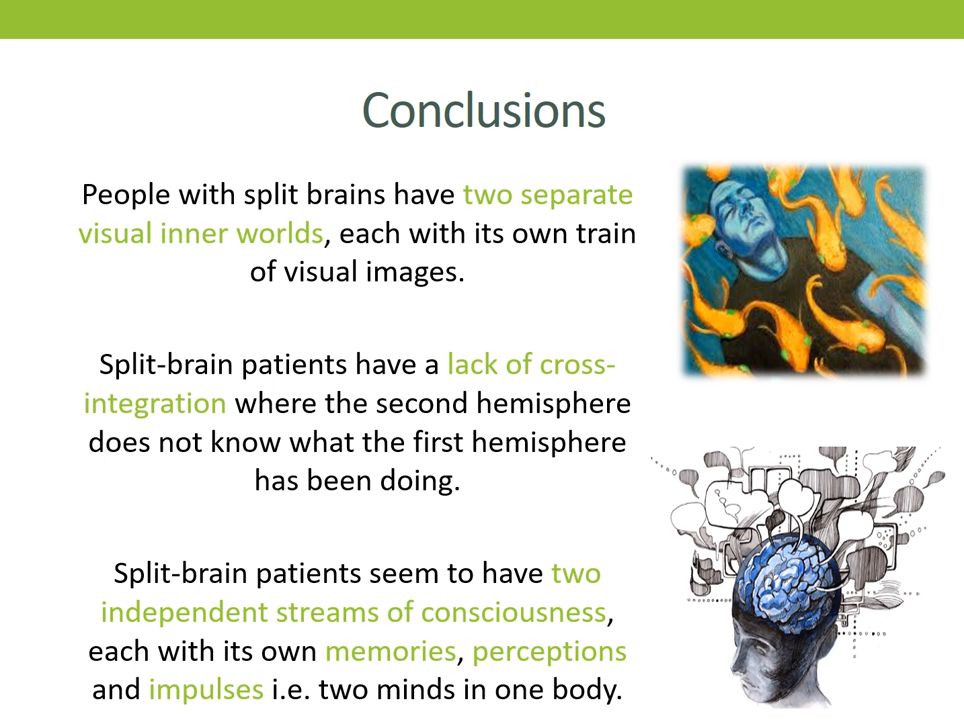 Conclusions
People with split brains have two separate
visual inner worlds, each with its own train
of visual images.
Split-brain patients have a lack of cross-
integration where the second hemisphere
does not know what the first hemisphere
has been doing.
Split-brain patients seem to have two
independent streams of consciousness,
each with its own memories, perceptions
and impulses i.e. two minds in one body.